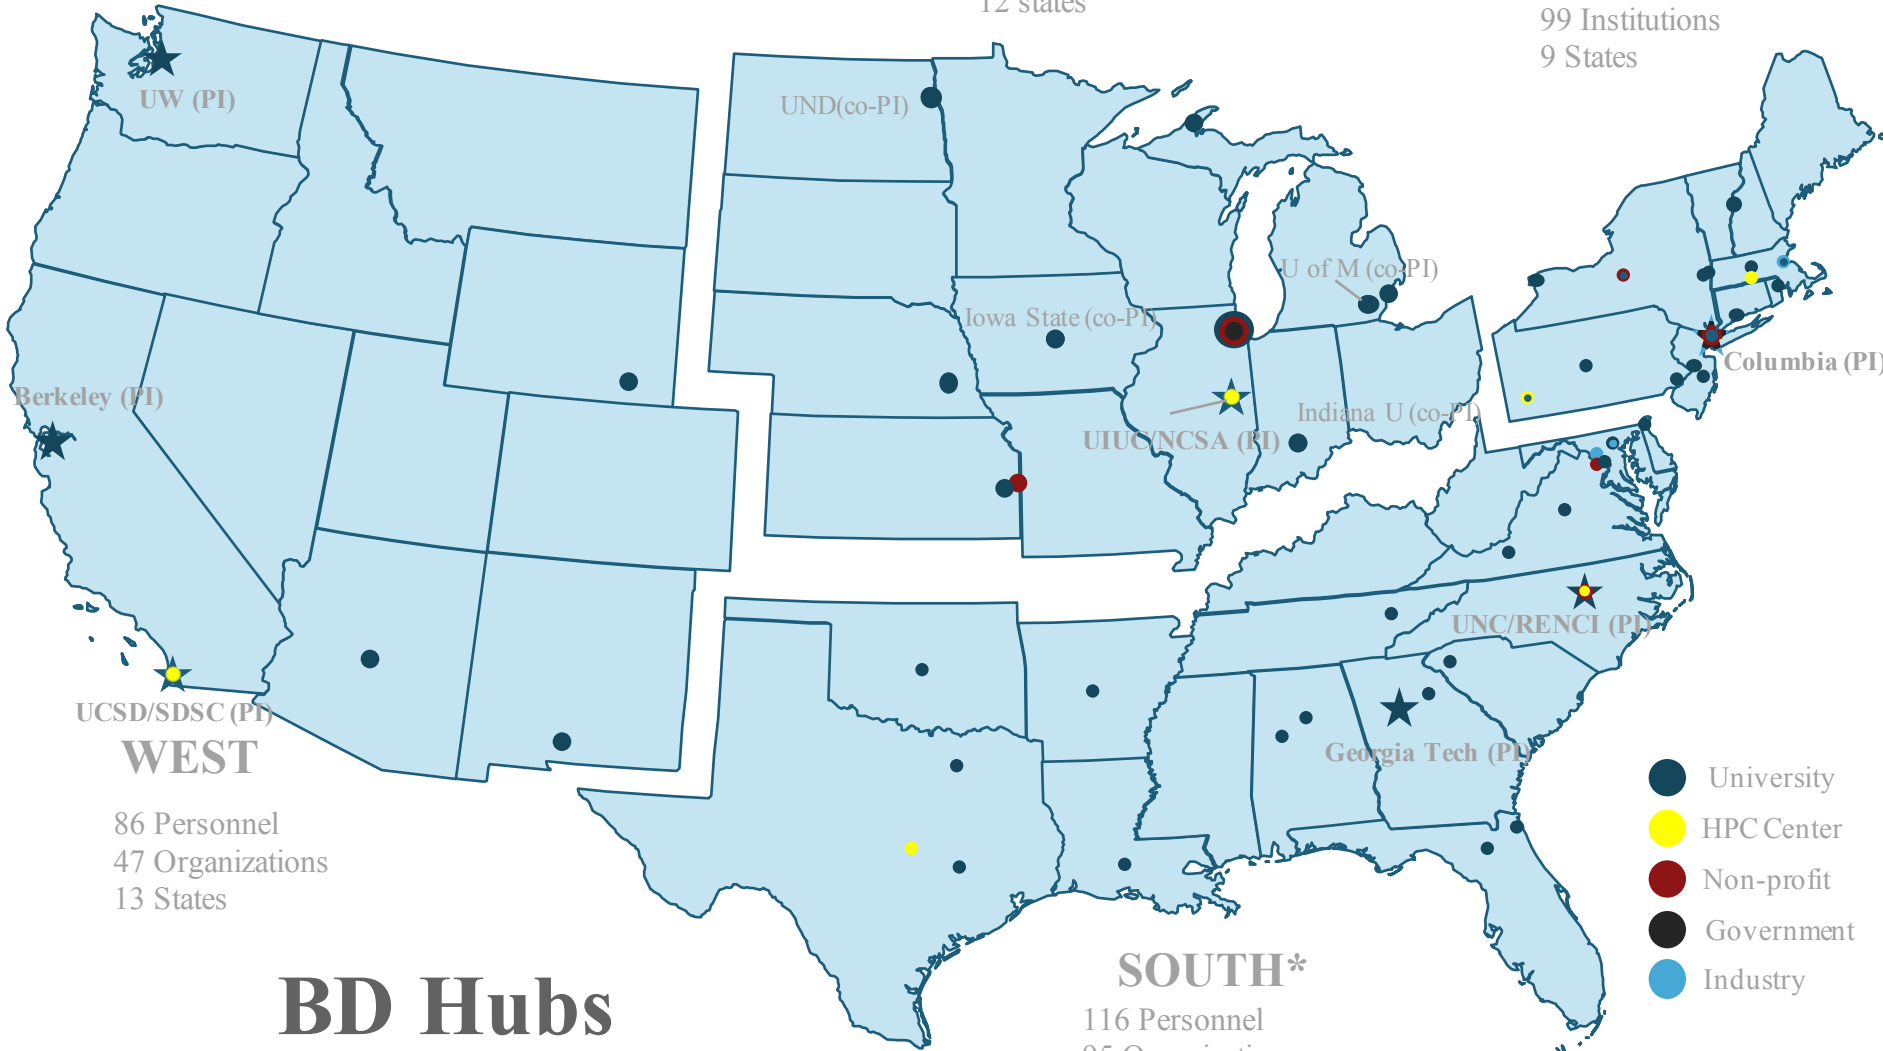 12 states
99 Institutions
9 States
UW (PI)
UND(co-PI)
U of M (co-PI)
Iowa State (co-PI)
Columbia (PI)
Berkeley (PI)
Indiana U (co-PI)
UIUC/NCSA (PI)
UNC/RENCI (PI)
UCSD/SDSC (PI)
WEST
86 Personnel
47 Organizations
13 States
Georgia Tech (PI)
University
HPC Center
Non-profit
Government
Industry
BD Hubs
SOUTH*
116 Personnel